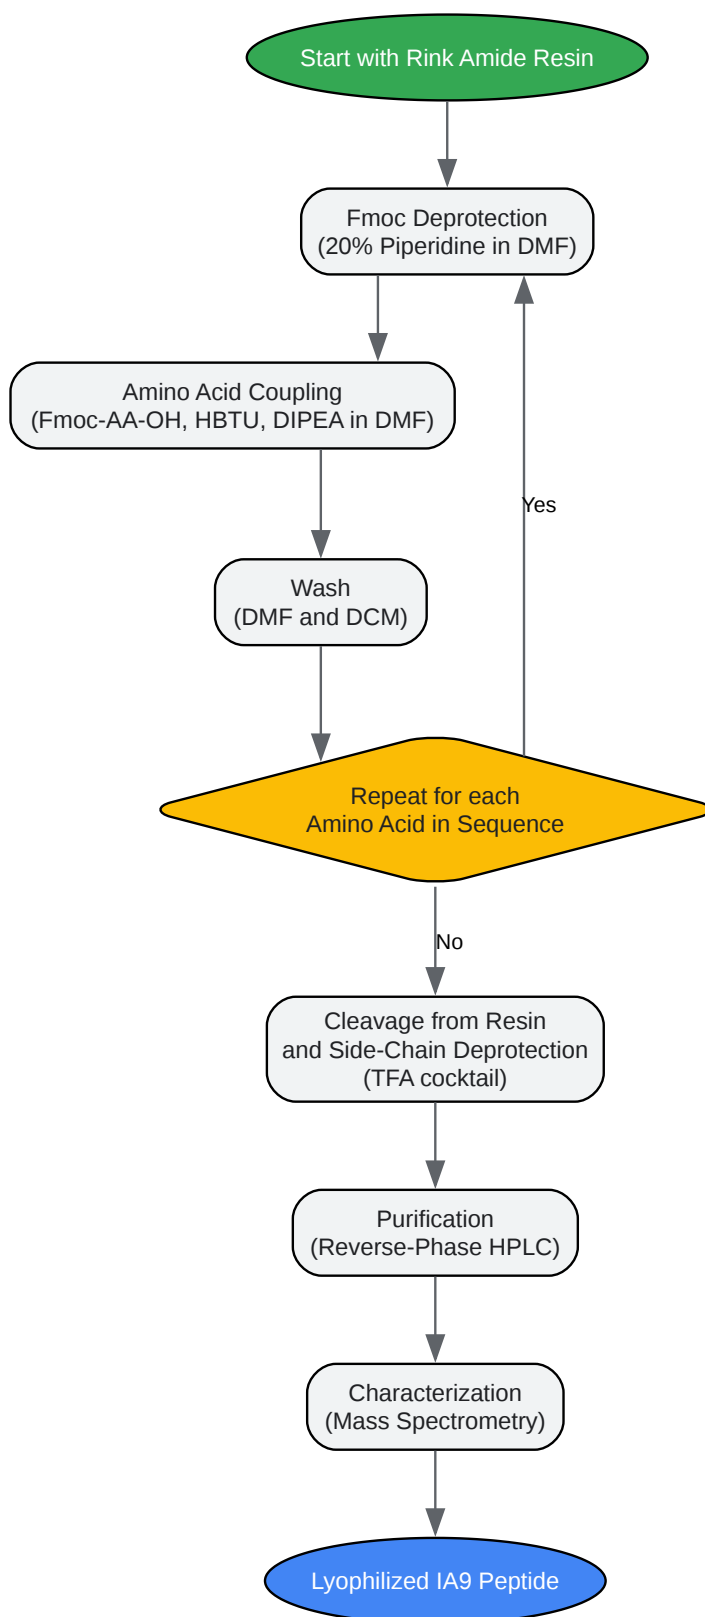 Start with Rink Amide Resin
Fmoc Deprotection
(20% Piperidine in DMF)
Amino Acid Coupling
(Fmoc-AA-OH, HBTU, DIPEA in DMF)
Yes
Wash
(DMF and DCM)
Repeat for each
Amino Acid in Sequence
No
Cleavage from Resin
and Side-Chain Deprotection
(TFA cocktail)
Purification
(Reverse-Phase HPLC)
Characterization
(Mass Spectrometry)
Lyophilized IA9 Peptide